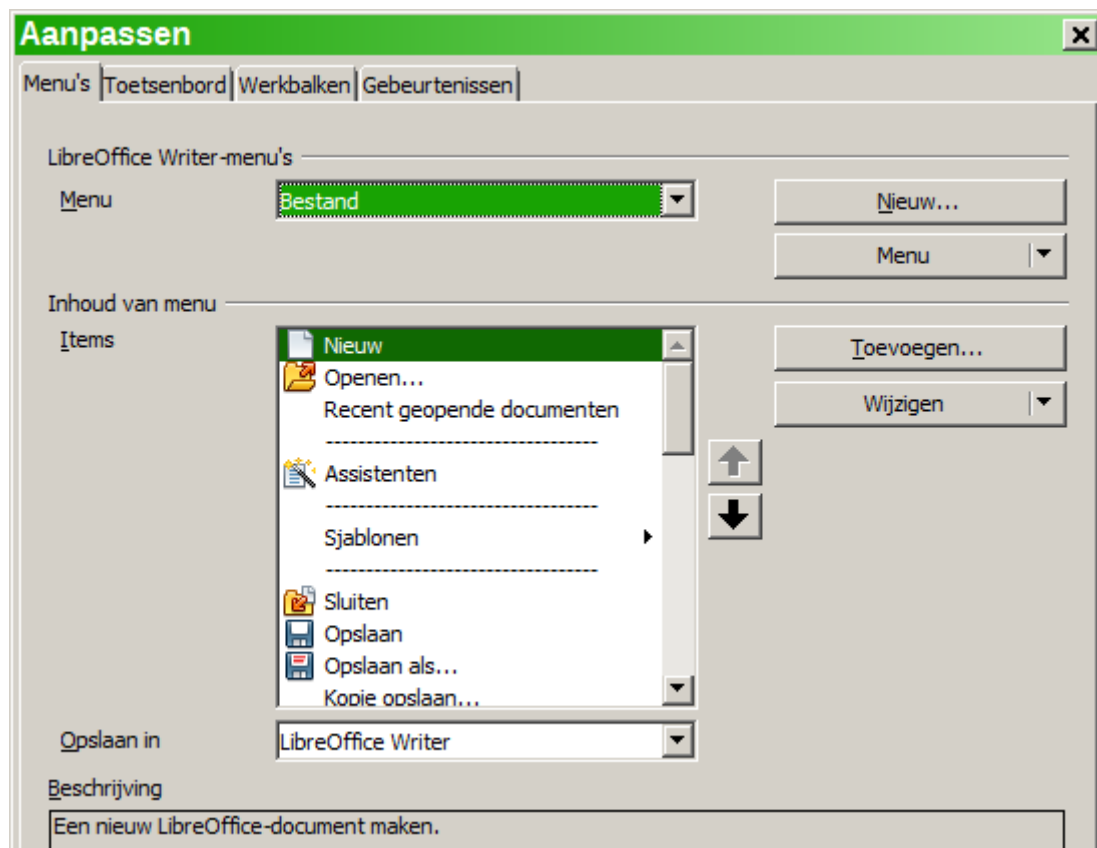 Aanpassen
Menu's Toetsenbord Werkbalken Gebeurtenissen
LibreOffice Writer-menu's
Menu Bestand Nieuw...
Menu
Inhoud van menu
Items Nieuw Toevoegen...
Openen...
Recent geopende documenten Wijzigen
----------------------------------
Assistenten
----------------------------------
Sjablonen
----------------------------------
Sluiten
Opslaan
Opslaan als...
Kopie opslaan...
Opslaan in LibreOffice Writer
Beschrijving
Een nieuw LibreOffice-document maken.